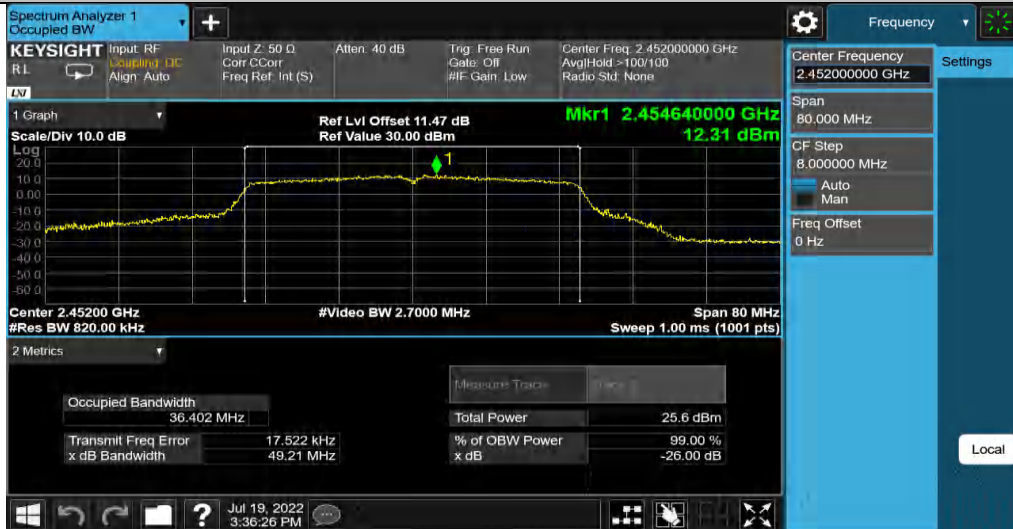 Spectrum Analyzer 1
Occupied BW
Frequency
KEYSIGHT
RL
LXI
Input: RF
Coupling: DC
Align: Auto
Input Z: 50 Ω
Corr CCorr
Freq Ref: Int (S)
Atten: 40 dB
Trig: Free Run
Gate: Off
#IF Gain: Low
Center Freq: 2.452000000 GHz
Avg|Hold >100/100
Radio Std: None
Center Frequency
2.452000000 GHz
Settings
Span
80.000 MHz
CF Step
8.000000 MHz
Auto
Man
Freq Offset
0 Hz
1 Graph
Scale/Div 10.0 dB
Ref Lvl Offset 11.47 dB
Ref Value 30.00 dBm
Mkr1 2.454640000 GHz
12.31 dBm
Log
20.0
10.0
0.00
-10.0
-20.0
-30.0
-40.0
-50.0
-60.0
1
Center 2.45200 GHz
#Res BW 820.00 kHz
#Video BW 2.7000 MHz
Span 80 MHz
Sweep 1.00 ms (1001 pts)
2 Metrics
Measure Trace
Trace 1
Occupied Bandwidth
36.402 MHz
Total Power 25.6 dBm
Transmit Freq Error 17.522 kHz
% of OBW Power 99.00 %
x dB Bandwidth 49.21 MHz
x dB -26.00 dB
Local
Jul 19, 2022
3:36:26 PM